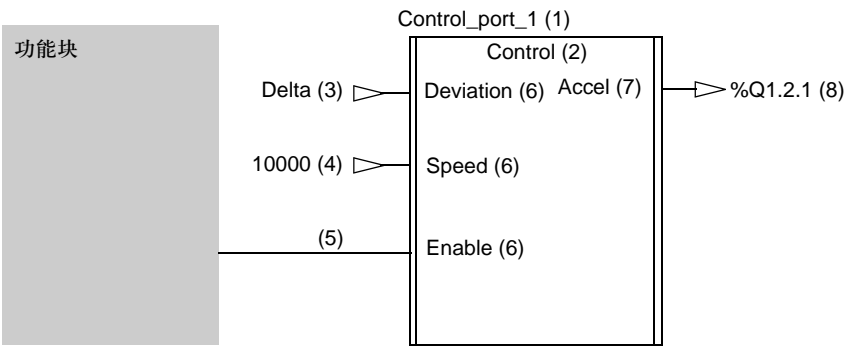 Control_port_1 (1)
功能块
Control (2)
Delta (3)
Deviation (6)
Accel (7)
%Q1.2.1 (8)
10000 (4)
Speed (6)
(5)
Enable (6)